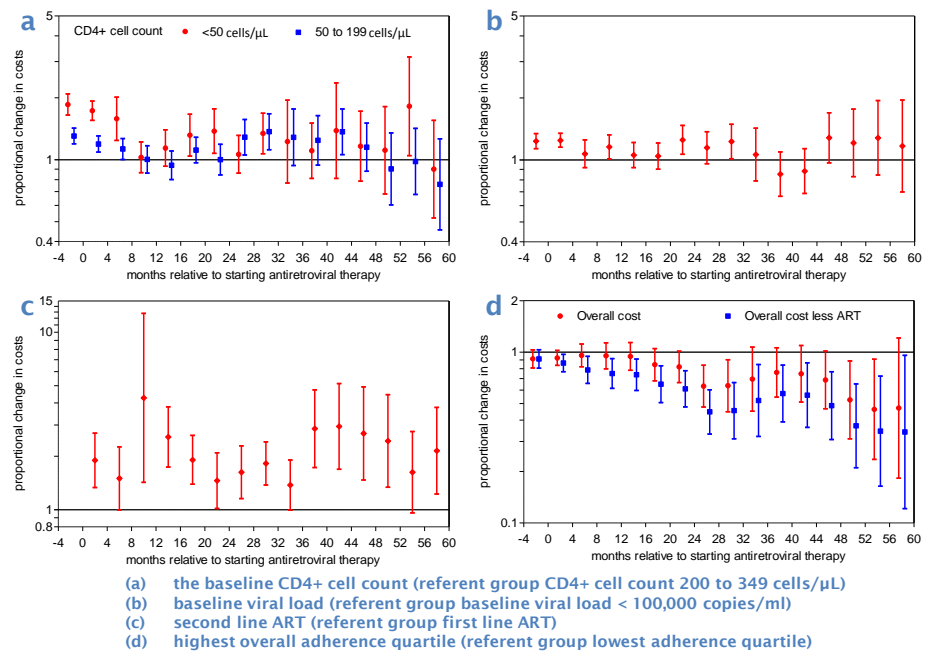 a
CD4+ cell count <50 cells/µL 50 to 199cells/µL
proportional change in costs
5
1
0.4
-4 0 4 8 12 16 20 24 28 32 36 40 44 48 52 56 60
months relative to starting antiretroviral therapy
b
proportional change in costs
5
1
0.4
-4 0 4 8 12 16 20 24 28 32 36 40 44 48 52 56 60
months relative to starting antiretroviral therapy
c
proportional change in costs
15
10
5
1
0.8
-4 0 4 8 12 16 20 24 28 32 36 40 44 48 52 56 60
months relative to starting antiretroviral therapy
d
Overall cost Overall cost less ART
proportional change in costs
2
1
0.1
-4 0 4 8 12 16 20 24 28 32 36 40 44 48 52 56 60
months relative to starting antiretroviral therapy
(a) the baseline CD4+ cell count (referent group CD4+ cell count 200 to 349 cells/µL)
(b) baseline viral load (referent group baseline viral load < 100,000 copies/ml)
(c) second line ART (referent group first line ART)
(d) highest overall adherence quartile (referent group lowest adherence quartile)